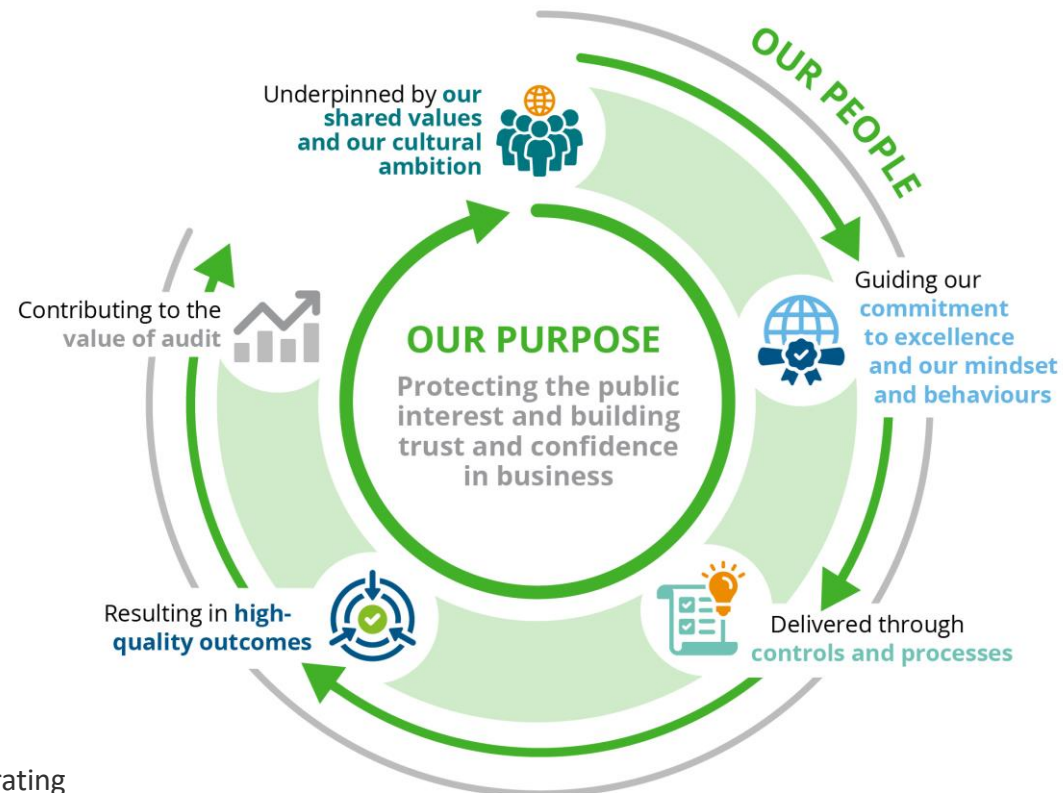 OUR PEOPLE
Underpinned by our
shared values
and our cultural
ambition
Guiding our
commitment
to excellence
and our mindset
and behaviours
Contributing to the
value of audit
OUR PURPOSE
Protecting the public
interest and building
trust and confidence
in business
Resulting in high-
quality outcomes
Delivered through
controls and processes
rating